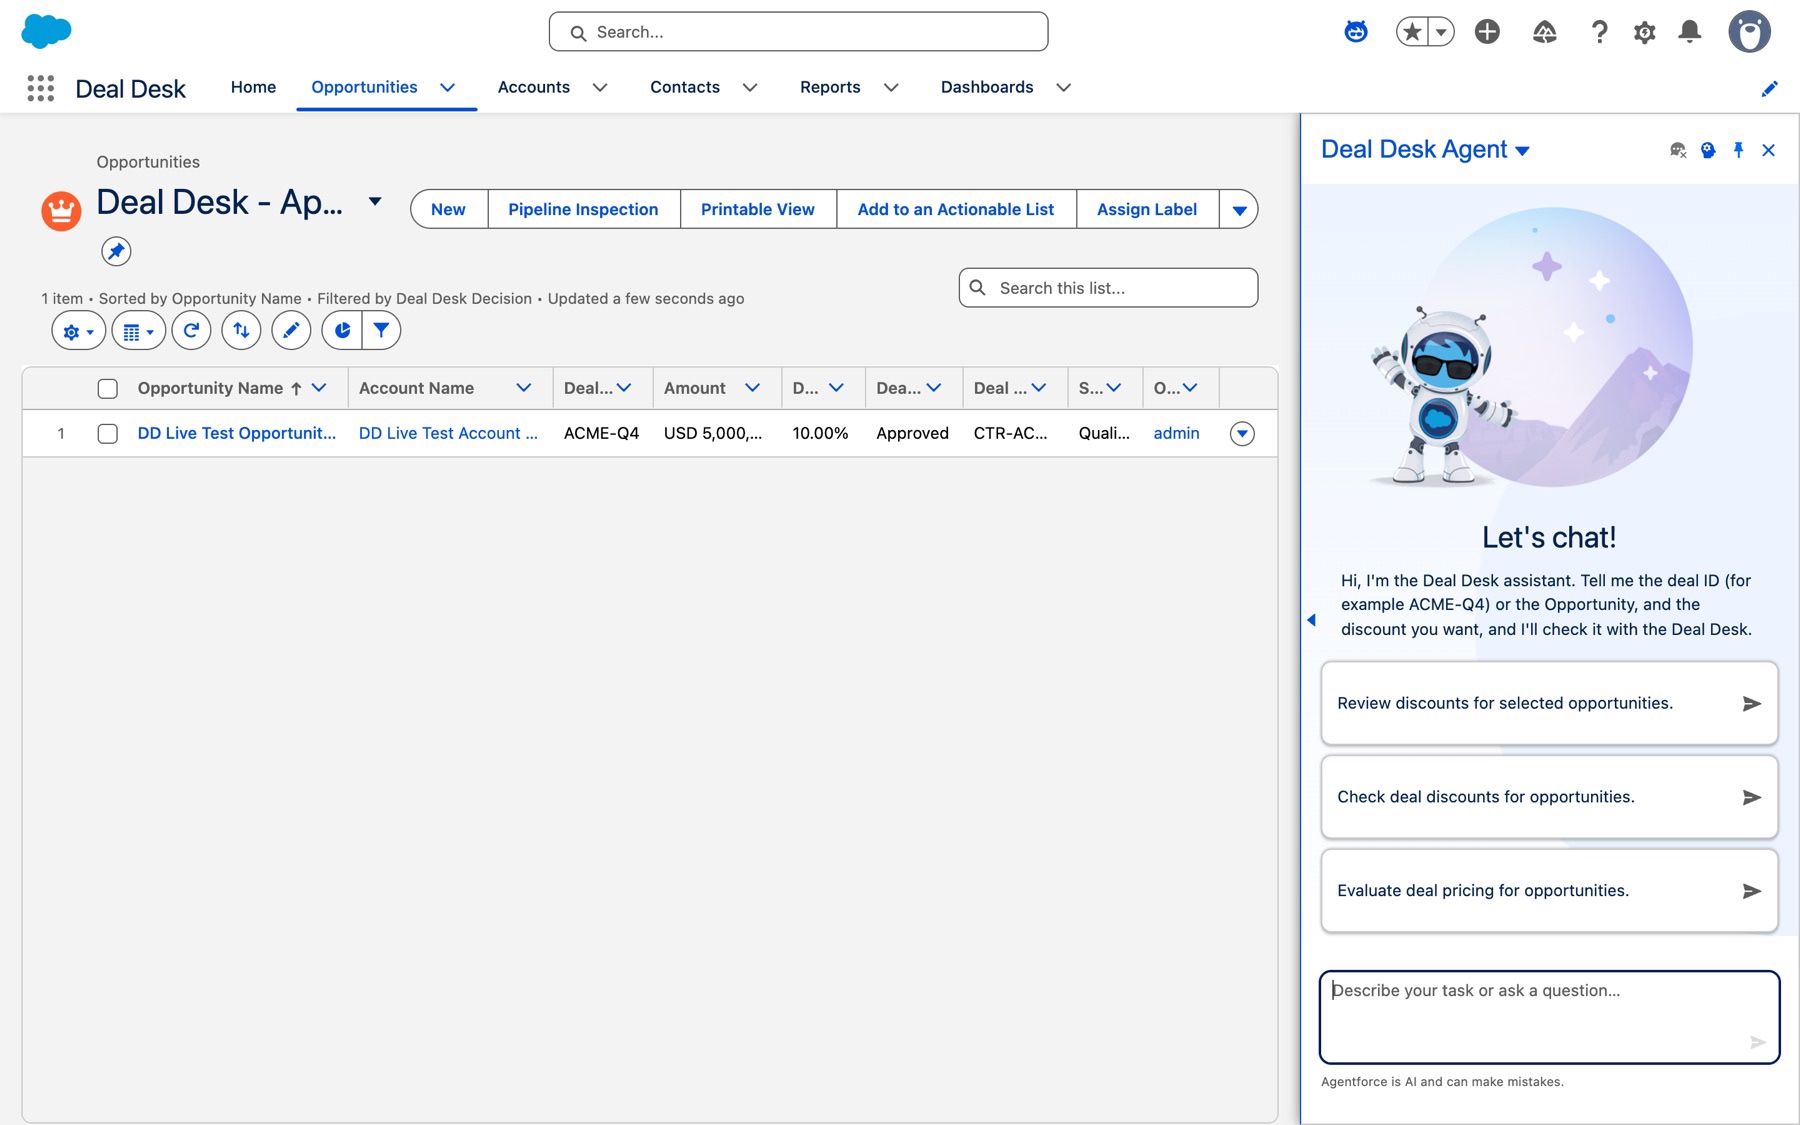 Search...
Deal Desk
Home
Opportunities
Accounts
Contacts
Reports
Dashboards
Opportunities
Deal Desk - Ap...
New
Pipeline Inspection
Printable View
Add to an Actionable List
Assign Label
1 item • Sorted by Opportunity Name • Filtered by Deal Desk Decision • Updated a few seconds ago
Search this list...
Opportunity Name
Account Name
Deal...
Amount
D...
Dea...
Deal ...
S...
O...
1
DD Live Test Opportunit...
DD Live Test Account ...
ACME-Q4
USD 5,000,...
10.00%
Approved
CTR-AC...
Quali...
admin
Deal Desk Agent
Let's chat!
Hi, I'm the Deal Desk assistant. Tell me the deal ID (for
example ACME-Q4) or the Opportunity, and the
discount you want, and I'll check it with the Deal Desk.
Review discounts for selected opportunities.
Check deal discounts for opportunities.
Evaluate deal pricing for opportunities.
Describe your task or ask a question...
Agentforce is AI and can make mistakes.